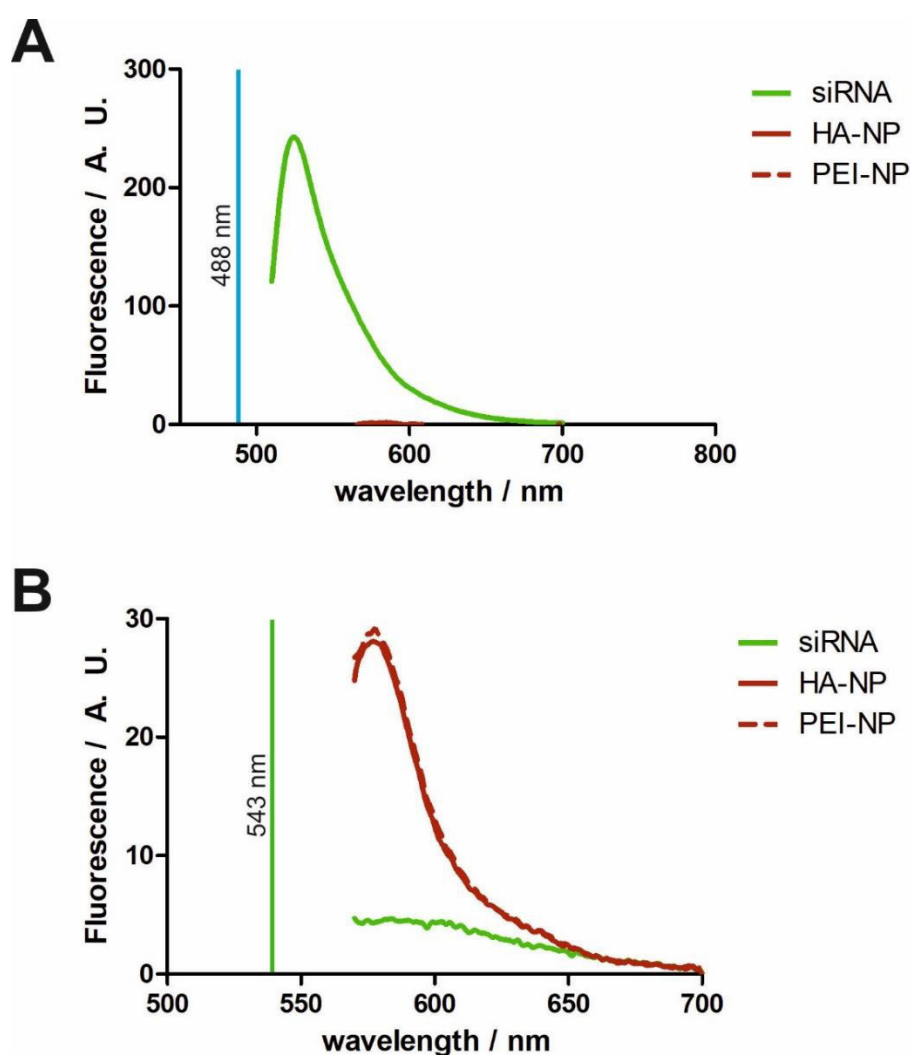 A
Fluorescence / A. U.
300
200
100
0
488 nm
500
600
700
800
wavelength / nm
siRNA
HA-NP
PEI-NP
B
Fluorescence / A. U.
30
20
10
0
543 nm
500
550
600
650
700
wavelength / nm
siRNA
HA-NP
PEI-NP